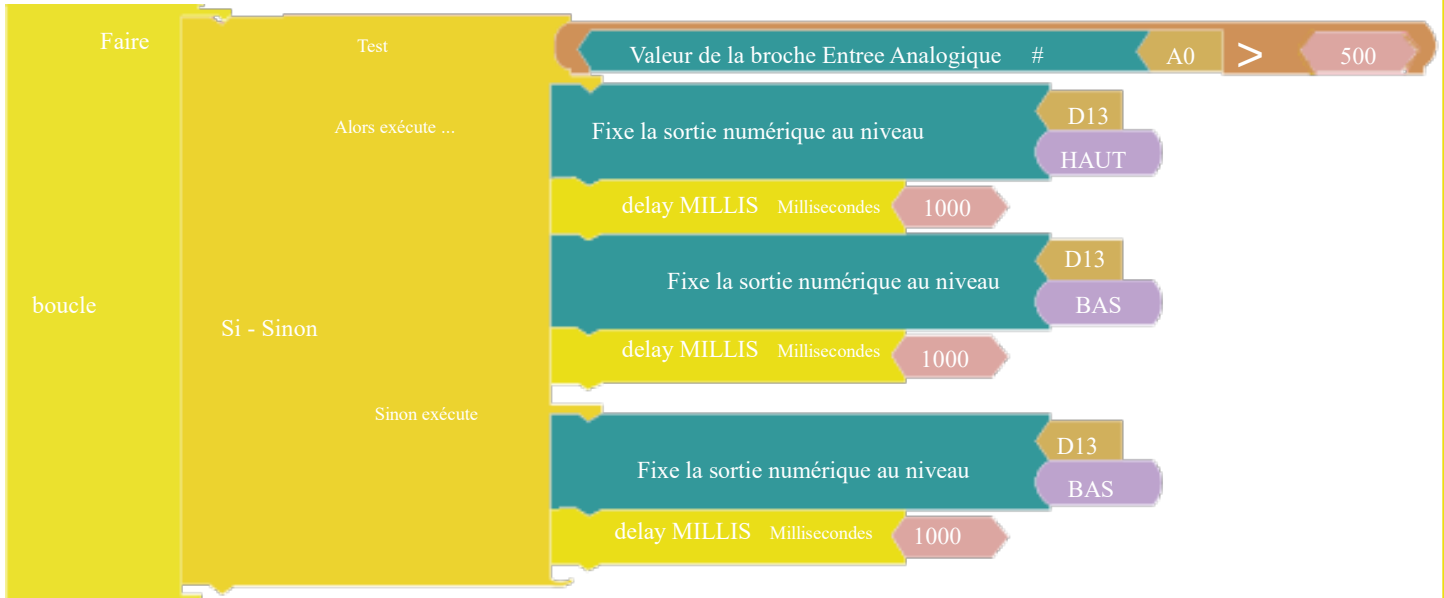 Faire
Test
Valeur de la broche Entree Analogique # A0 > 500
Alors exécute ...
Fixe la sortie numérique au niveau
D13
HAUT
delay MILLIS Millisecondes 1000
boucle
Si - Sinon
Fixe la sortie numérique au niveau
D13
BAS
delay MILLIS Millisecondes 1000
Sinon exécute
Fixe la sortie numérique au niveau
D13
BAS
delay MILLIS Millisecondes 1000